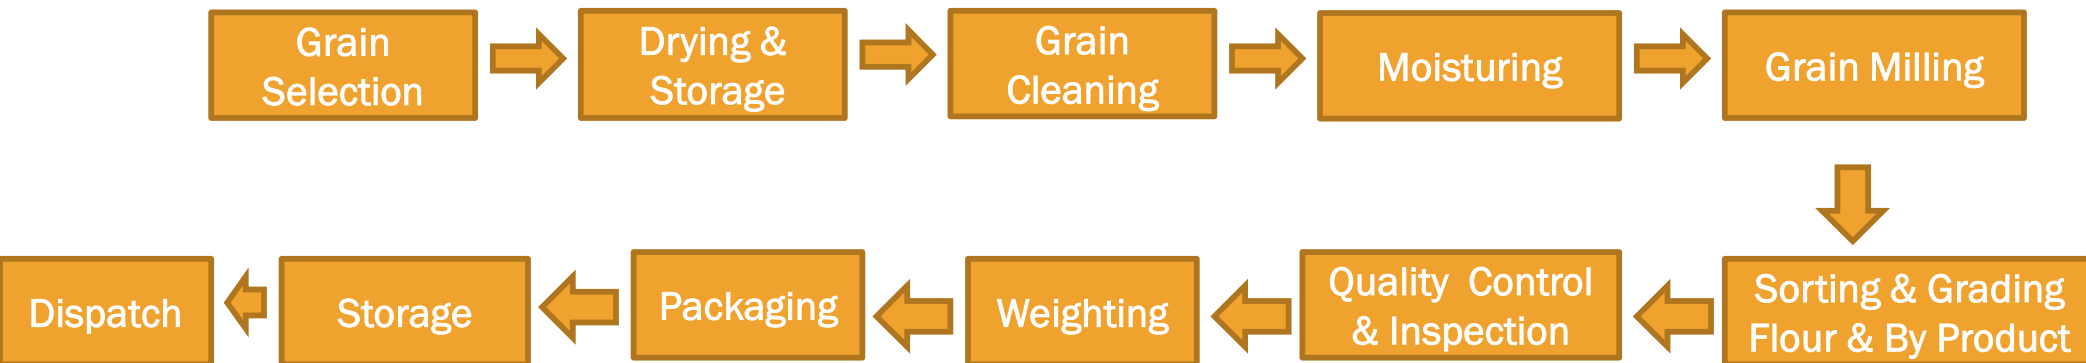 Grain
Selection
Drying &
Storage
Grain
Cleaning
Moisturing
Grain Milling
Sorting & Grading
Flour & By Product
Quality  Control
& Inspection
Weighting
Packaging
Storage
Dispatch